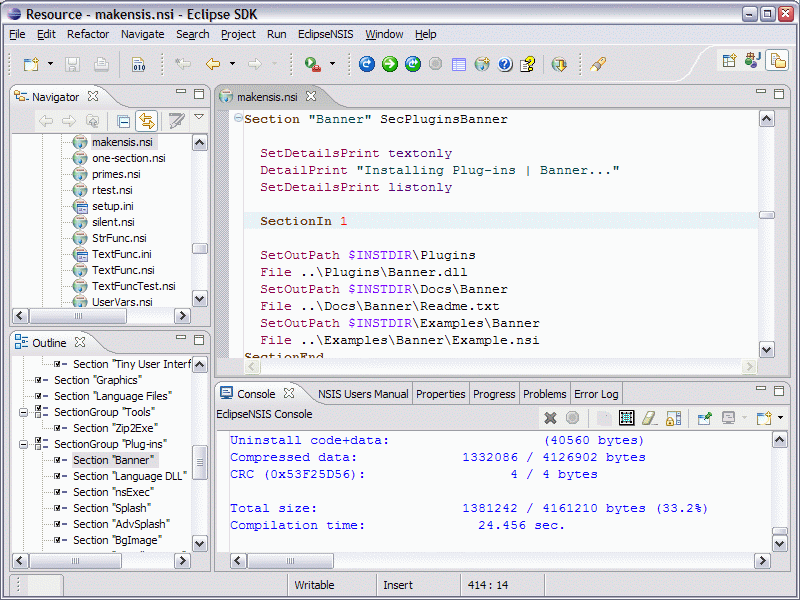 Resource - makensis.nsi - Eclipse SDK
File Edit Refactor Navigate Search Project Run EclipseNSIS Window Help
Navigator
makensis.nsi
one-section.nsi
primes.nsi
rtest.nsi
setup.ini
silent.nsi
StrFunc.nsi
TextFunc.ini
TextFunc.nsi
TextFuncTest.nsi
UserVars.nsi
makensis.nsi
Section "Banner" SecPluginsBanner
SetDetailsPrint textonly
DetailPrint "Installing Plug-ins | Banner..."
SetDetailsPrint listonly
SectionIn 1
SetOutPath $INSTDIR\Plugins
File ..\Plugins\Banner.dll
SetOutPath $INSTDIR\Docs\Banner
File ..\Docs\Banner\Readme.txt
SetOutPath $INSTDIR\Examples\Banner
File ..\Examples\Banner\Example.nsi
SectionEnd
Outline
Section "Tiny User Interf
Section "Graphics"
Section "Language Files"
SectionGroup "Tools"
Section "Zip2Exe"
SectionGroup "Plug-ins"
Section "Banner"
Section "Language DLL"
Section "nsExec"
Section "Splash"
Section "AdvSplash"
Section "BgImage"
Console NSIS Users Manual Properties Progress Problems Error Log
EclipseNSIS Console
Uninstall code+data: (40560 bytes)
Compressed data: 1332086 / 4126902 bytes
CRC (0x53F25D56): 4 / 4 bytes
Total size: 1381242 / 4161210 bytes (33.2%)
Compilation time: 24.456 sec.
Writable Insert 414 : 14